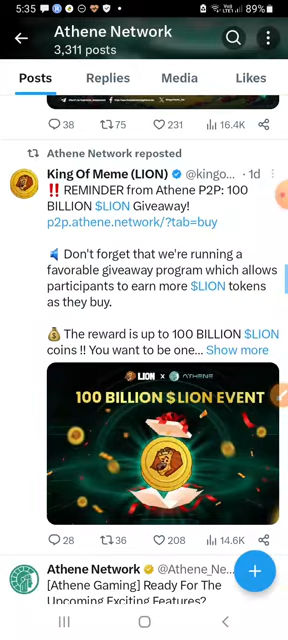 5:35
89%
Athene Network
3,311 posts
Posts Replies Media Likes
38 75 231 16.4K
Athene Network reposted
King Of Meme (LION) @kingo... · 1d
‼️ REMINDER from Athene P2P: 100
BILLION $LION Giveaway!
p2p.athene.network/?tab=buy
Don't forget that we're running a
favorable giveaway program which allows
participants to earn more $LION tokens
as they buy.
💰 The reward is up to 100 BILLION $LION
coins !! You want to be one... Show more
LION x ATHENE
100 BILLION $LION EVENT
28 36 208 14.6K
Athene Network @Athene_Ne...
[Athene Gaming] Ready For The
Upcoming Exciting Features?